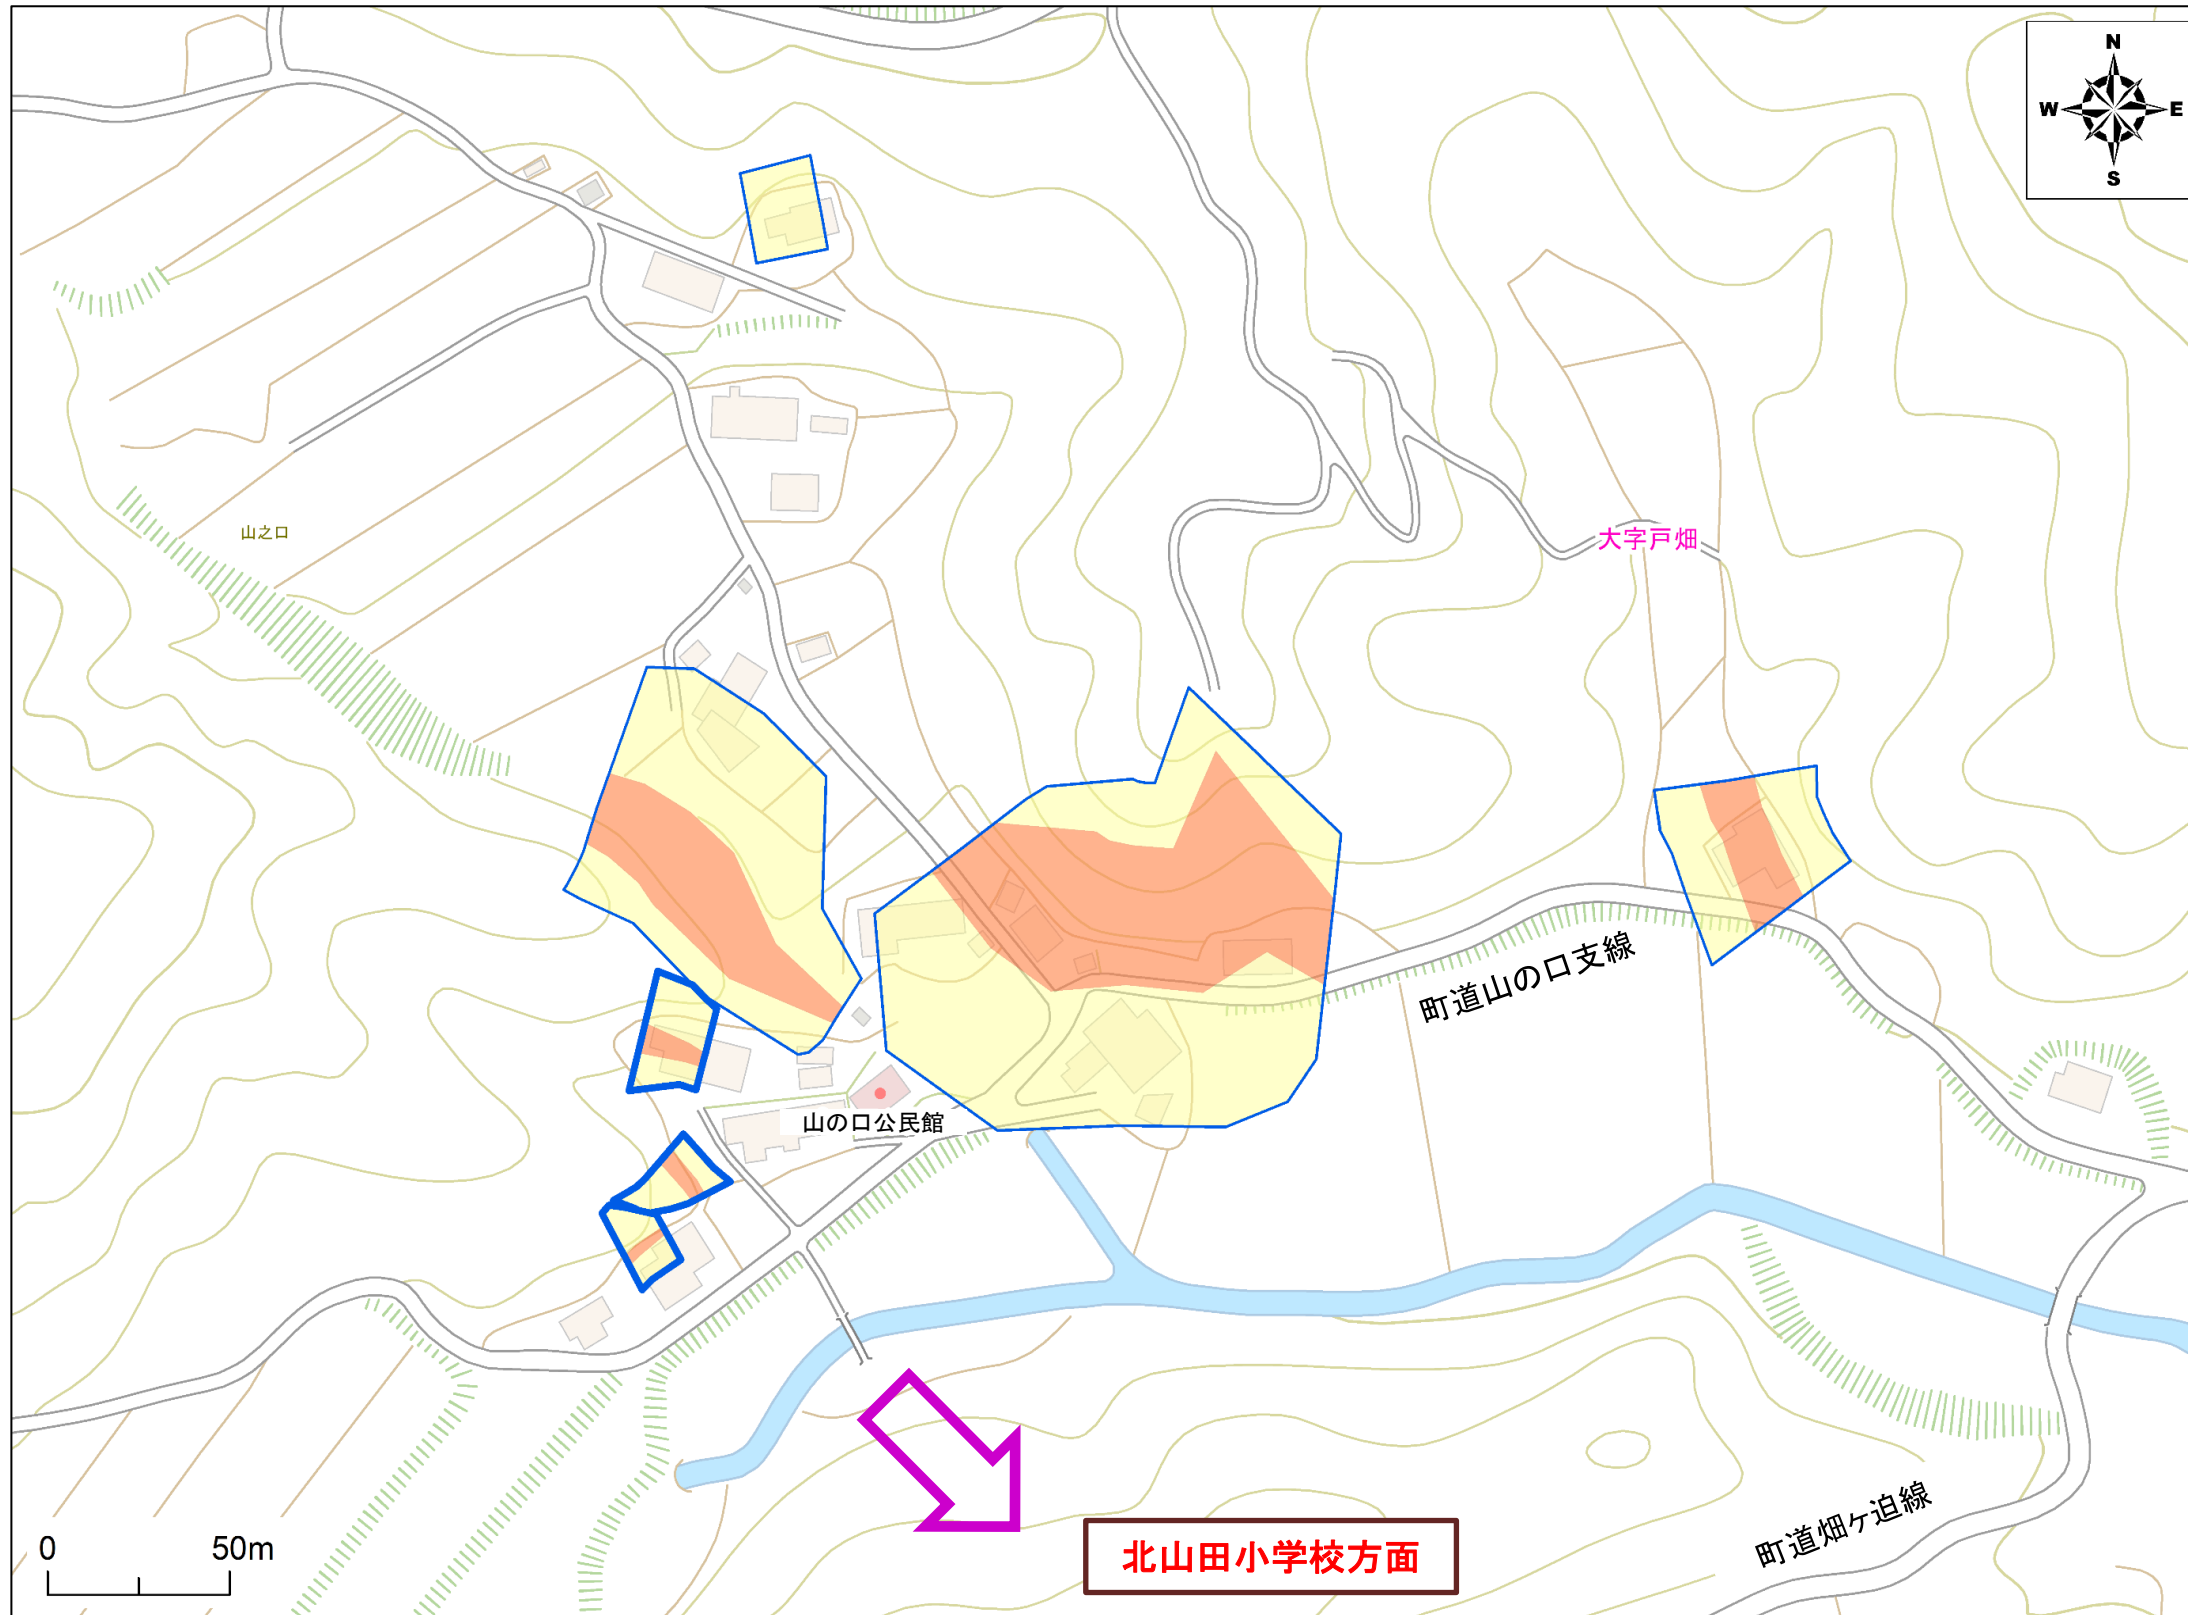 N
W E
S
山之口
大字戸畑
町道山の口支線
山の口公民館
町道畑ヶ迫線
0 50m
北山田小学校方面